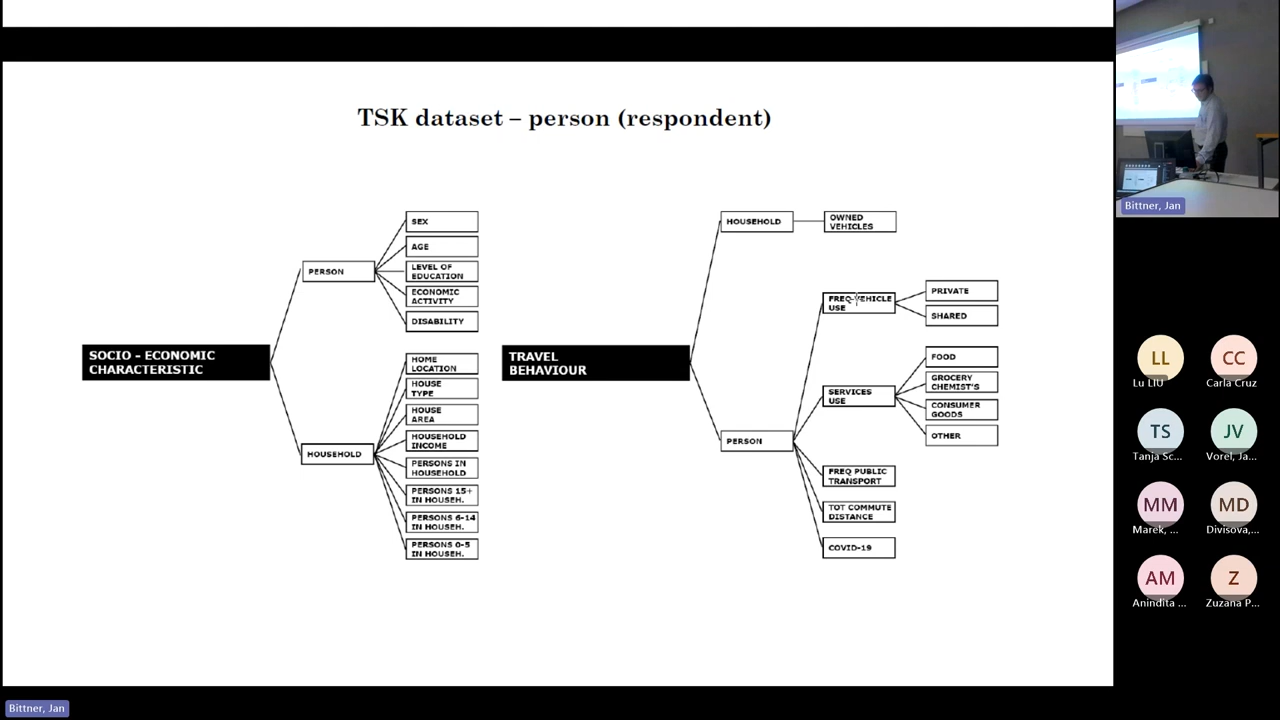 TSK dataset – person (respondent)
SOCIO - ECONOMIC
CHARACTERISTIC
PERSON
SEX
AGE
LEVEL OF
EDUCATION
ECONOMIC
ACTIVITY
DISABILITY
HOUSEHOLD
HOME
LOCATION
HOUSE
TYPE
HOUSE
AREA
HOUSEHOLD
INCOME
PERSONS IN
HOUSEHOLD
PERSONS 15+
IN HOUSEH.
PERSONS 6-14
IN HOUSEH.
PERSONS 0-5
IN HOUSEH.
TRAVEL
BEHAVIOUR
HOUSEHOLD
OWNED
VEHICLES
PERSON
FREQ VEHICLE
USE
PRIVATE
SHARED
SERVICES
USE
FOOD
GROCERY
CHEMIST'S
CONSUMER
GOODS
OTHER
FREQ PUBLIC
TRANSPORT
TOT COMMUTE
DISTANCE
COVID-19
Bittner, Jan
LL
Lu LIU
CC
Carla Cruz
TS
Tanja Sc...
JV
Vorel, Ja...
MM
Marek, ...
MD
Divisova,...
AM
Anindita ...
Z
Zuzana P...
Bittner, Jan